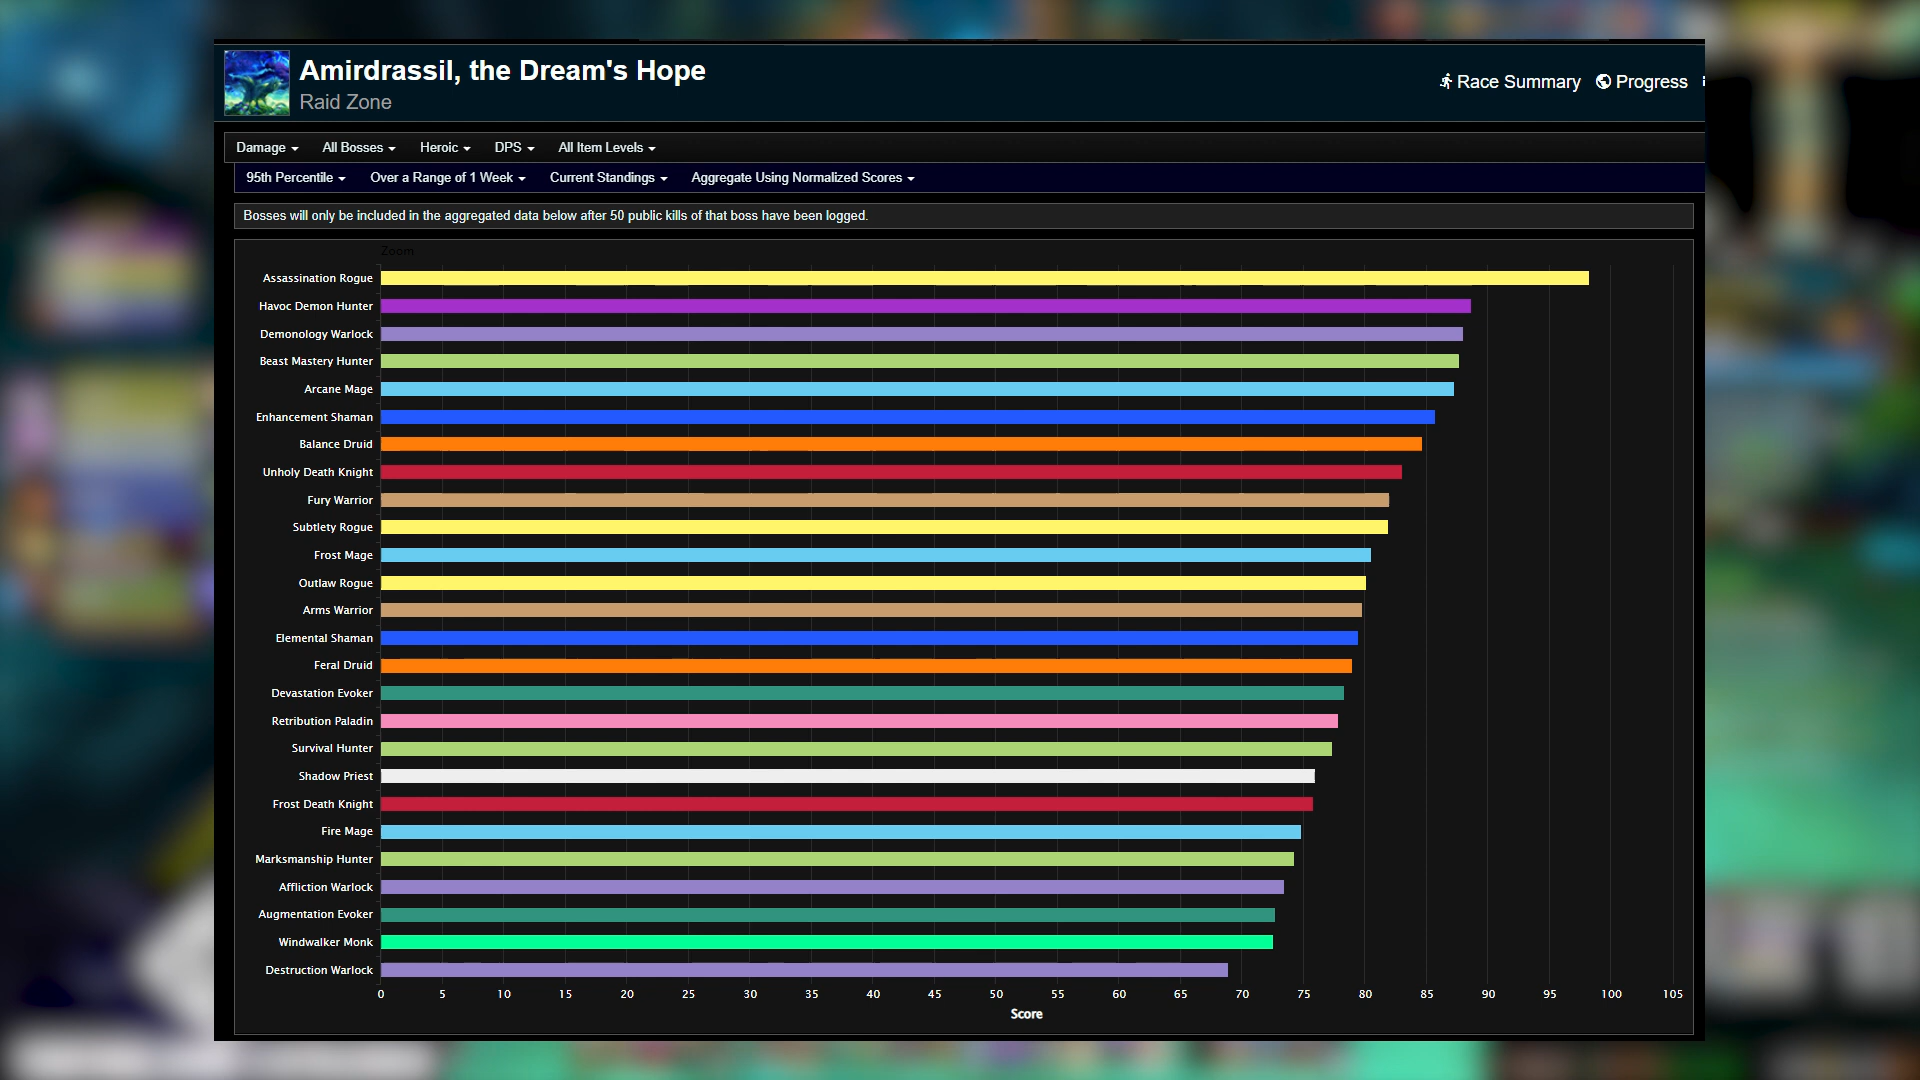 Amirdrassil, the Dream's Hope
Raid Zone
Race Summary Progress
Damage All Bosses Heroic DPS All Item Levels
95th Percentile Over a Range of 1 Week Current Standings Aggregate Using Normalized Scores
Bosses will only be included in the aggregated data below after 50 public kills of that boss have been logged.
Zoom
Assassination Rogue
Havoc Demon Hunter
Demonology Warlock
Beast Mastery Hunter
Arcane Mage
Enhancement Shaman
Balance Druid
Unholy Death Knight
Fury Warrior
Subtlety Rogue
Frost Mage
Outlaw Rogue
Arms Warrior
Elemental Shaman
Feral Druid
Devastation Evoker
Retribution Paladin
Survival Hunter
Shadow Priest
Frost Death Knight
Fire Mage
Marksmanship Hunter
Affliction Warlock
Augmentation Evoker
Windwalker Monk
Destruction Warlock
0 5 10 15 20 25 30 35 40 45 50 55 60 65 70 75 80 85 90 95 100 105
Score